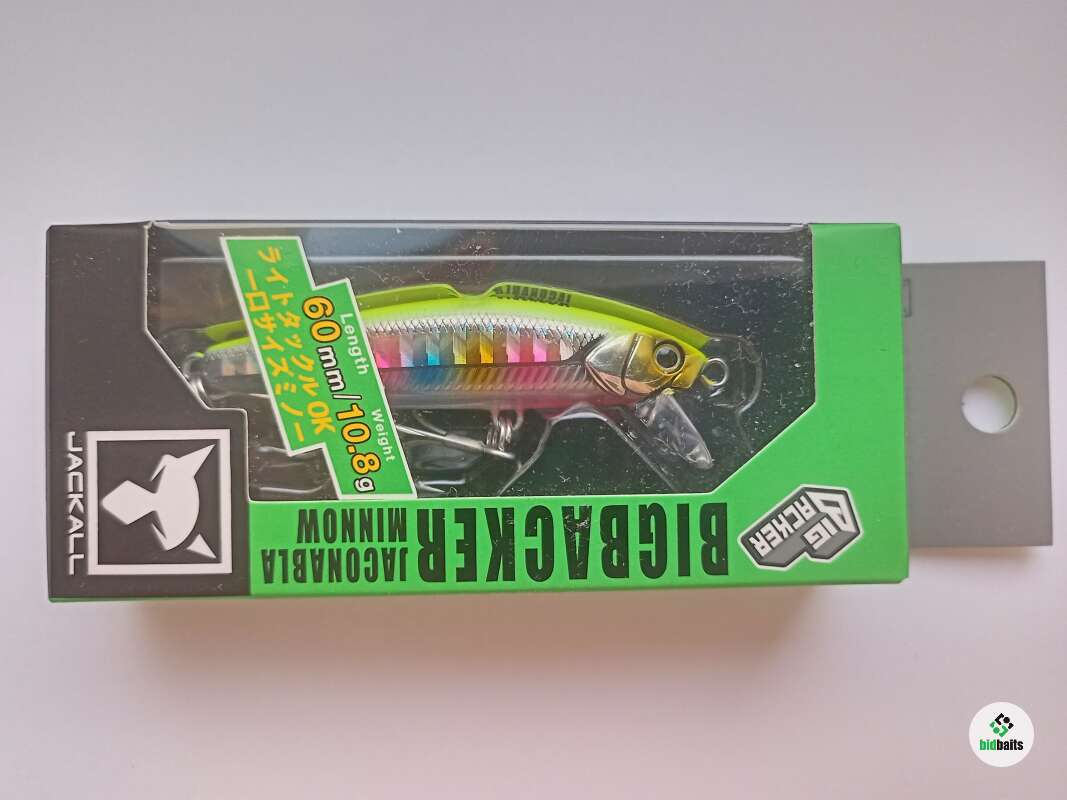 ライトタックルOK
一口サイズミノー
Length Weight
60mm/10.8g
JACKALL
BIGBACKER
JACONABLA
MINNOW
BIG
BACKER
bidbaits